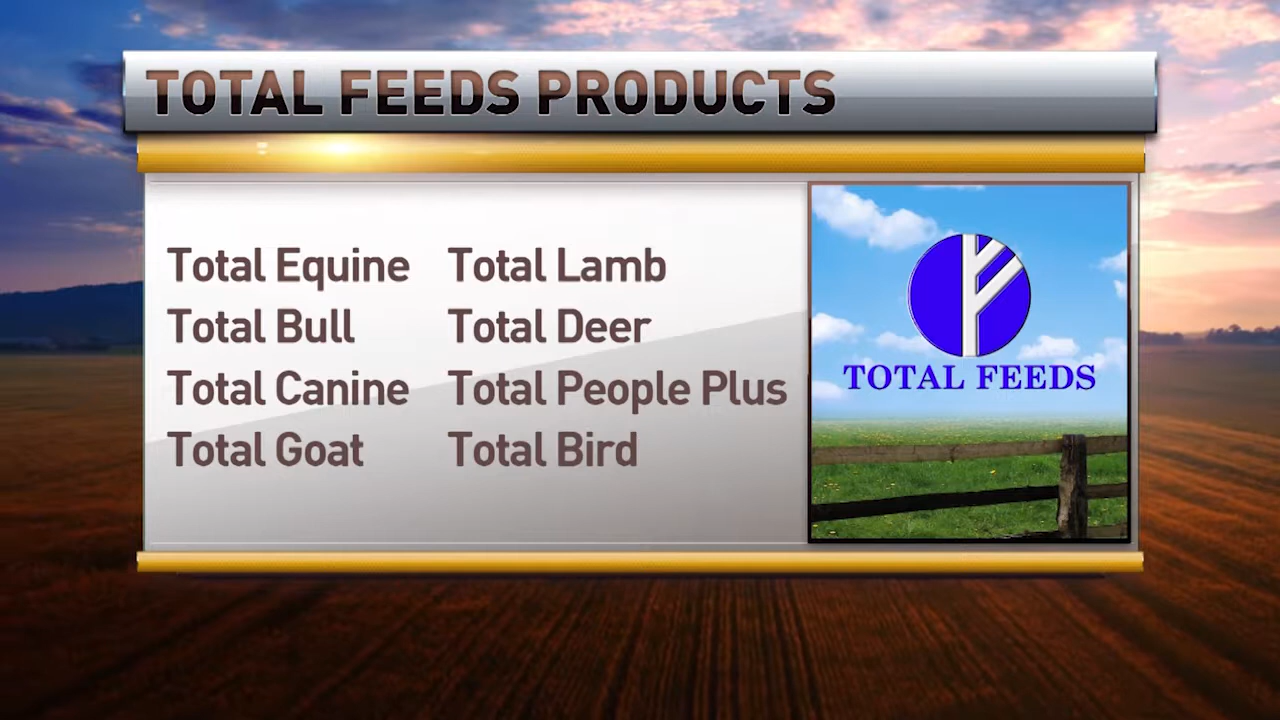 TOTAL FEEDS PRODUCTS
Total Equine
Total Bull
Total Canine
Total Goat
Total Lamb
Total Deer
Total People Plus
Total Bird
TOTAL FEEDS